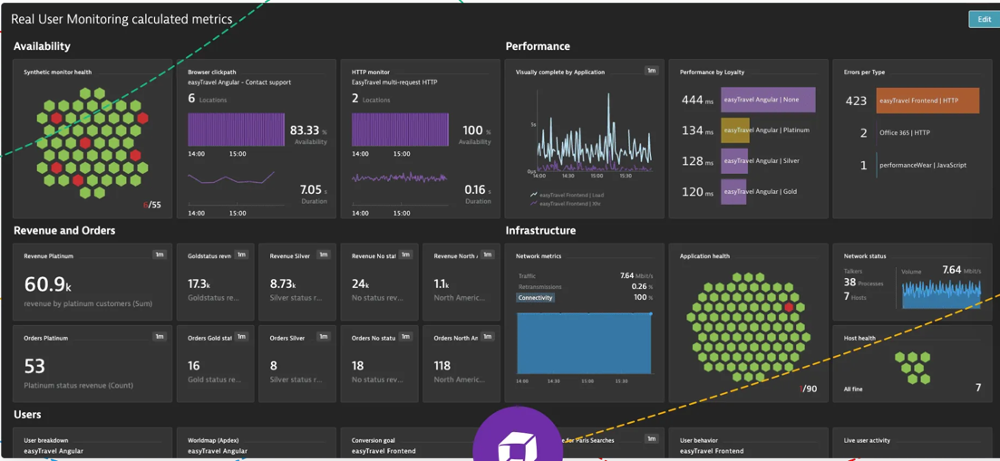 Real User Monitoring calculated metrics
Edit
Availability
Synthetic monitor health
6/55
Browser clickpath
easyTravel Angular - Contact support
6 Locations
83.33 %
Availability
14:00 15:00
7.05 s
Duration
14:00 15:00
HTTP monitor
easyTravel multi-request HTTP
2 Locations
100 %
Availability
14:00 15:00
0.16 s
Duration
14:00 15:00
Performance
Visually complete by Application
1m
5s
0μs
14:00 14:30 15:00 15:30
easyTravel Frontend | Load
easyTravel Frontend | Xhr
Performance by Loyalty
444 ms easyTravel Angular | None
134 ms easyTravel Angular | Platinum
128 ms easyTravel Angular | Silver
120 ms easyTravel Angular | Gold
Errors per Type
423 easyTravel Frontend | HTTP
2 Office 365 | HTTP
1 performanceWear | JavaScript
Revenue and Orders
Revenue Platinum 1m
60.9k
revenue by platinum customers (Sum)
Goldstatus reve 1m
17.3k
Goldstatus re...
Revenue Silver 1m
8.73k
Silver status r...
Revenue No stat 1m
24k
No status rev...
Revenue North A 1m
1.1k
North Americ...
Orders Platinum 1m
53
Platinum status revenue (Count)
Orders Gold stat 1m
16
Gold status re...
Orders Silver 1m
8
Silver status r...
Orders No statu 1m
18
No status rev...
Orders North An 1m
118
North Americ...
Infrastructure
Network metrics
Traffic 7.64 Mbit/s
Retransmissions 0.26 %
Connectivity 100 %
14:00 14:30 15:00 15:30
Application health
1/90
Network status
Talkers
38 Processes
7 Hosts
Volume 7.64 Mbit/s
Host health
All fine 7
Users
User breakdown
easyTravel Angular
Worldmap (Apdex)
easyTravel Angular
Conversion goal
easyTravel Frontend
for Paris Searches
1m
User behavior
easyTravel Frontend
Live user activity